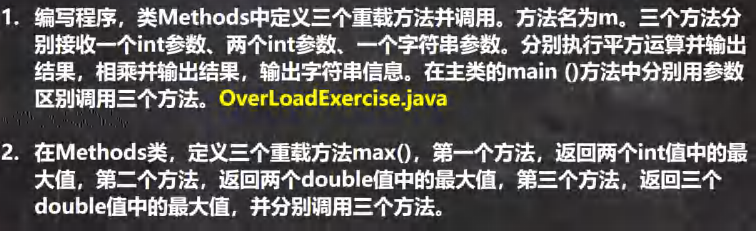 1. 编写程序，类Methods中定义三个重载方法并调用。方法名为m。三个方法分
别接收一个int参数、两个int参数、一个字符串参数。分别执行平方运算并输出
结果，相乘并输出结果，输出字符串信息。在主类的main ()方法中分别用参数
区别调用三个方法。OverLoadExercise.java
2. 在Methods类，定义三个重载方法max()，第一个方法，返回两个int值中的最
大值，第二个方法，返回两个double值中的最大值，第三个方法，返回三个
double值中的最大值，并分别调用三个方法。